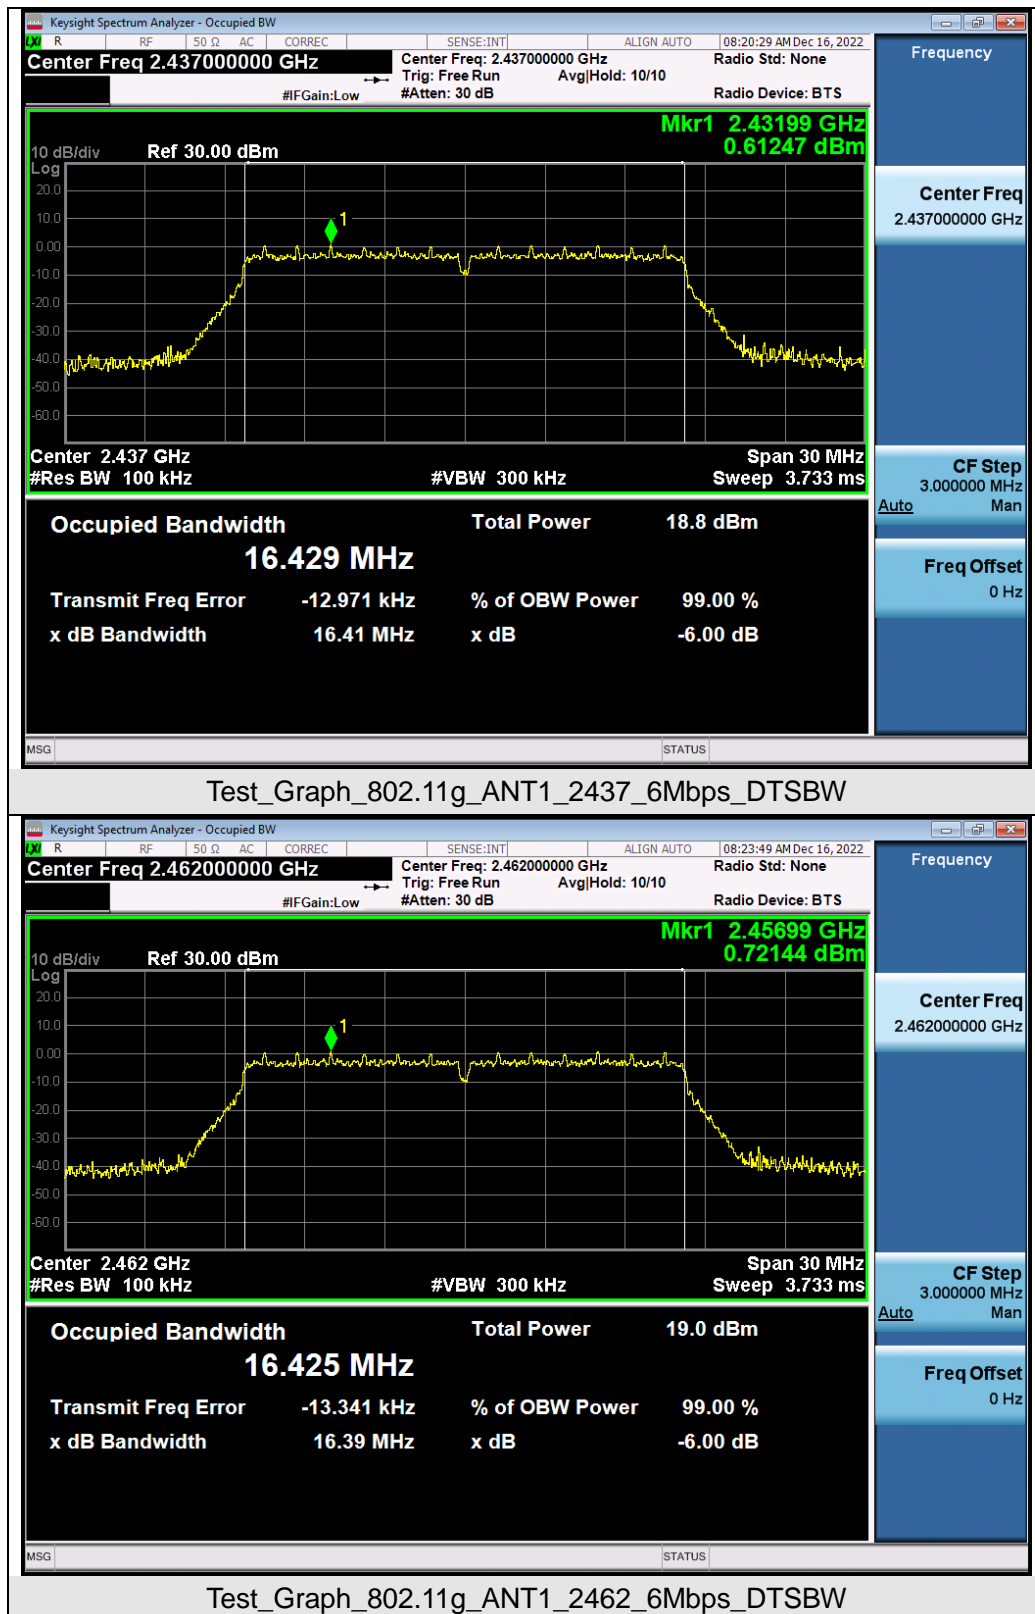 Keysight Spectrum Analyzer - Occupied BW
LXI R RF 50 Ω AC CORREC SENSE:INT ALIGN AUTO 08:20:29 AM Dec 16, 2022
Center Freq 2.437000000 GHz Center Freq: 2.437000000 GHz Radio Std: None Frequency
Trig: Free Run Avg|Hold: 10/10
#IFGain:Low #Atten: 30 dB Radio Device: BTS
Mkr1 2.43199 GHz
10 dB/div Ref 30.00 dBm 0.61247 dBm
Log
20.0
10.0
0.00
-10.0
-20.0
-30.0
-40.0
-50.0
-60.0
1
Center Freq
2.437000000 GHz
Center 2.437 GHz Span 30 MHz
#Res BW 100 kHz #VBW 300 kHz Sweep 3.733 ms
CF Step
3.000000 MHz
Auto Man
Occupied Bandwidth Total Power 18.8 dBm
16.429 MHz
Freq Offset
0 Hz
Transmit Freq Error -12.971 kHz % of OBW Power 99.00 %
x dB Bandwidth 16.41 MHz x dB -6.00 dB
MSG STATUS
Test_Graph_802.11g_ANT1_2437_6Mbps_DTSBW
Keysight Spectrum Analyzer - Occupied BW
LXI R RF 50 Ω AC CORREC SENSE:INT ALIGN AUTO 08:23:49 AM Dec 16, 2022
Center Freq 2.462000000 GHz Center Freq: 2.462000000 GHz Radio Std: None Frequency
Trig: Free Run Avg|Hold: 10/10
#IFGain:Low #Atten: 30 dB Radio Device: BTS
Mkr1 2.45699 GHz
10 dB/div Ref 30.00 dBm 0.72144 dBm
Log
20.0
10.0
0.00
-10.0
-20.0
-30.0
-40.0
-50.0
-60.0
1
Center Freq
2.462000000 GHz
Center 2.462 GHz Span 30 MHz
#Res BW 100 kHz #VBW 300 kHz Sweep 3.733 ms
CF Step
3.000000 MHz
Auto Man
Occupied Bandwidth Total Power 19.0 dBm
16.425 MHz
Freq Offset
0 Hz
Transmit Freq Error -13.341 kHz % of OBW Power 99.00 %
x dB Bandwidth 16.39 MHz x dB -6.00 dB
MSG STATUS
Test_Graph_802.11g_ANT1_2462_6Mbps_DTSBW